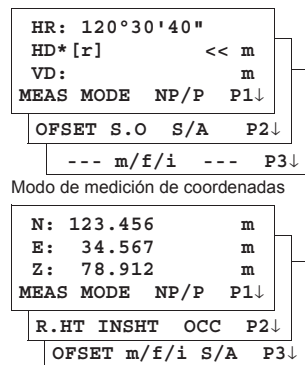 HR: 120°30'40"
HD*[r] << m
VD: m
MEAS MODE NP/P P1↓
OFSET S.O S/A P2↓
--- m/f/i --- P3↓
Modo de medición de coordenadas
N: 123.456 m
E: 34.567 m
Z: 78.912 m
MEAS MODE NP/P P1↓
R.HT INSHT OCC P2↓
OFSET m/f/i S/A P3↓